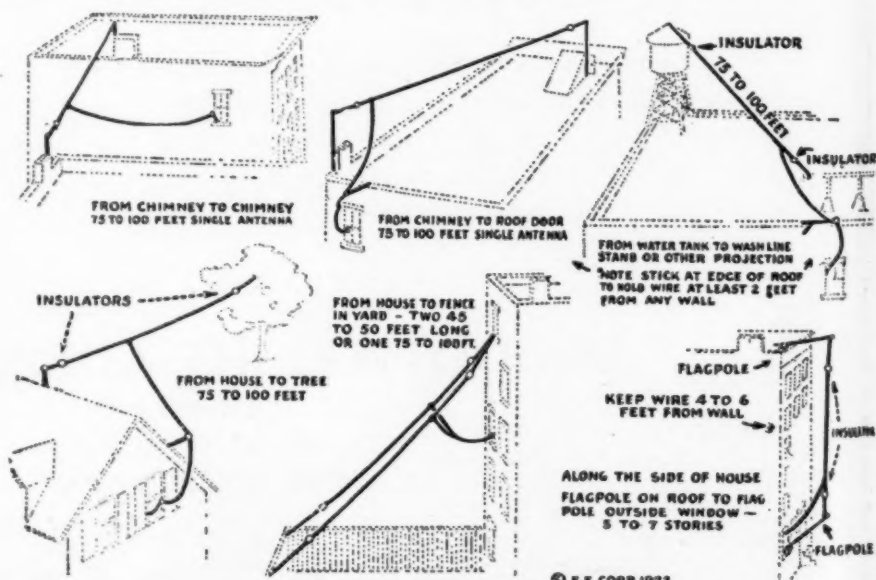 INSULATOR
75 TO 100 FEET
INSULATOR
FROM CHIMNEY TO CHIMNEY
75 TO 100 FEET SINGLE ANTENNA
FROM CHIMNEY TO ROOF DOOR
75 TO 100 FEET SINGLE ANTENNA
FROM WATER TANK TO WASH LINE
STAND OR OTHER PROJECTION
NOTE STICK AT EDGE OF ROOF
TO HOLD WIRE AT LEAST 2 FEET
FROM ANY WALL
INSULATORS
FROM HOUSE TO TREE
75 TO 100 FEET
FROM HOUSE TO FENCE
IN YARD - TWO 45
TO 50 FEET LONG
OR ONE 75 TO 100 FT.
FLAGPOLE
KEEP WIRE 4 TO 6
FEET FROM WALL
ALONG THE SIDE OF HOUSE
FLAGPOLE ON ROOF TO FLAG
POLE OUTSIDE WINDOW —
5 TO 7 STORIES
FLAGPOLE
©